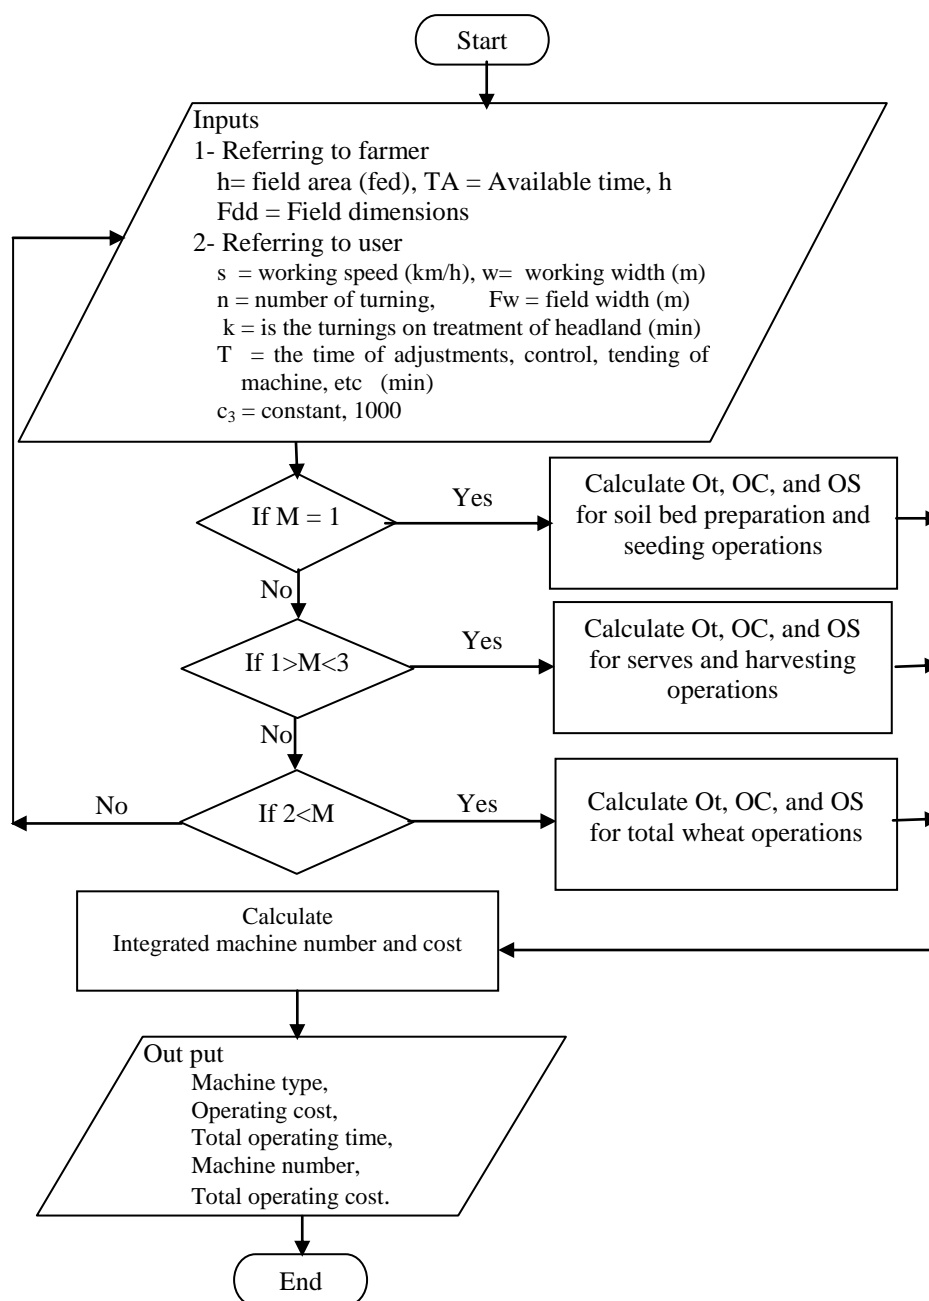 Start
Inputs
1- Referring to farmer
h= field area (fed), TA = Available time, h
Fdd = Field dimensions
2- Referring to user
s = working speed (km/h), w= working width (m)
n = number of turning, Fw = field width (m)
k = is the turnings on treatment of headland (min)
T = the time of adjustments, control, tending of
machine, etc (min)
c₃ = constant, 1000
If M = 1
Yes
Calculate Ot, OC, and OS
for soil bed preparation and
seeding operations
No
If 1>M<3
Yes
Calculate Ot, OC, and OS
for serves and harvesting
operations
No
If 2<M
No
Yes
Calculate Ot, OC, and OS
for total wheat operations
Calculate
Integrated machine number and cost
Out put
Machine type,
Operating cost,
Total operating time,
Machine number,
Total operating cost.
End